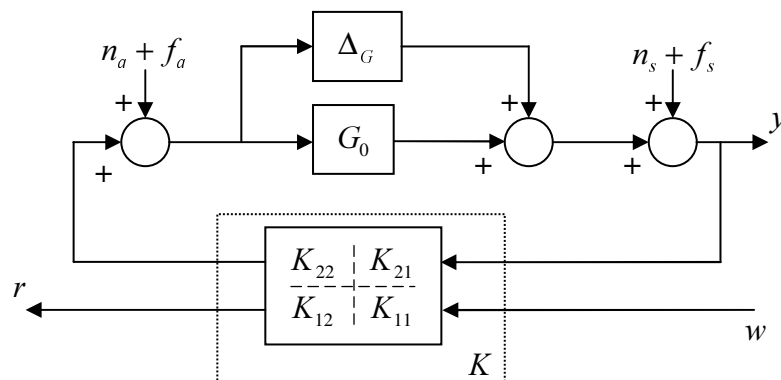 n_a + f_a
Δ_G
n_s + f_s
+
+
+
y
+
G_0
+
+
K_22 K_21
r
K_12 K_11
w
K